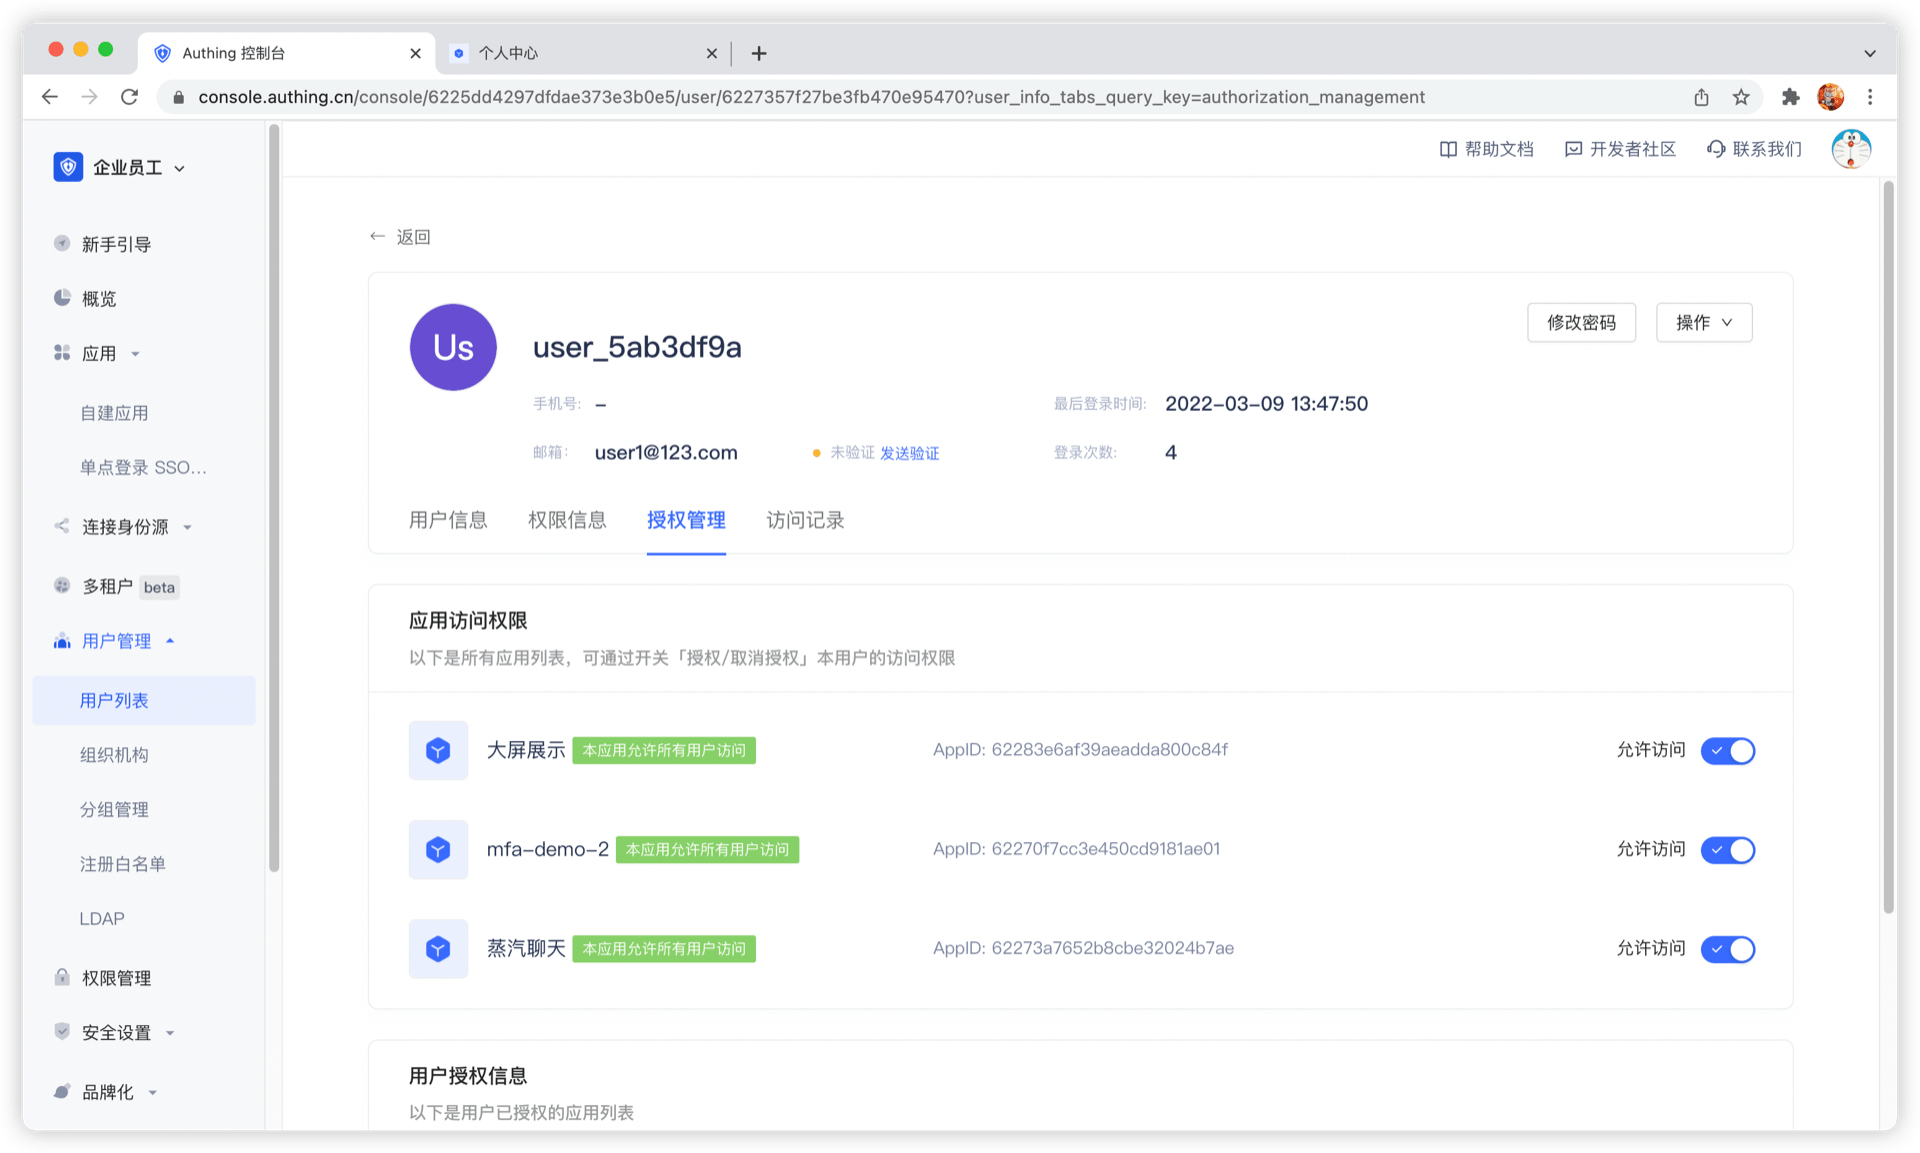 Authing 控制台
个人中心
console.authing.cn/console/6225dd4297dfdae373e3b0e5/user/6227357f27be3fb470e95470?user_info_tabs_query_key=authorization_management
企业员工
帮助文档
开发者社区
联系我们
新手引导
概览
应用
自建应用
单点登录 SSO...
连接身份源
多租户 beta
用户管理
用户列表
组织机构
分组管理
注册白名单
LDAP
权限管理
安全设置
品牌化
返回
Us
user_5ab3df9a
修改密码
操作
手机号: –
最后登录时间: 2022-03-09 13:47:50
邮箱: user1@123.com
未验证 发送验证
登录次数: 4
用户信息
权限信息
授权管理
访问记录
应用访问权限
以下是所有应用列表，可通过开关「授权/取消授权」本用户的访问权限
大屏展示 本应用允许所有用户访问 AppID: 62283e6af39aeadda800c84f 允许访问
mfa-demo-2 本应用允许所有用户访问 AppID: 62270f7cc3e450cd9181ae01 允许访问
蒸汽聊天 本应用允许所有用户访问 AppID: 62273a7652b8cbe32024b7ae 允许访问
用户授权信息
以下是用户已授权的应用列表